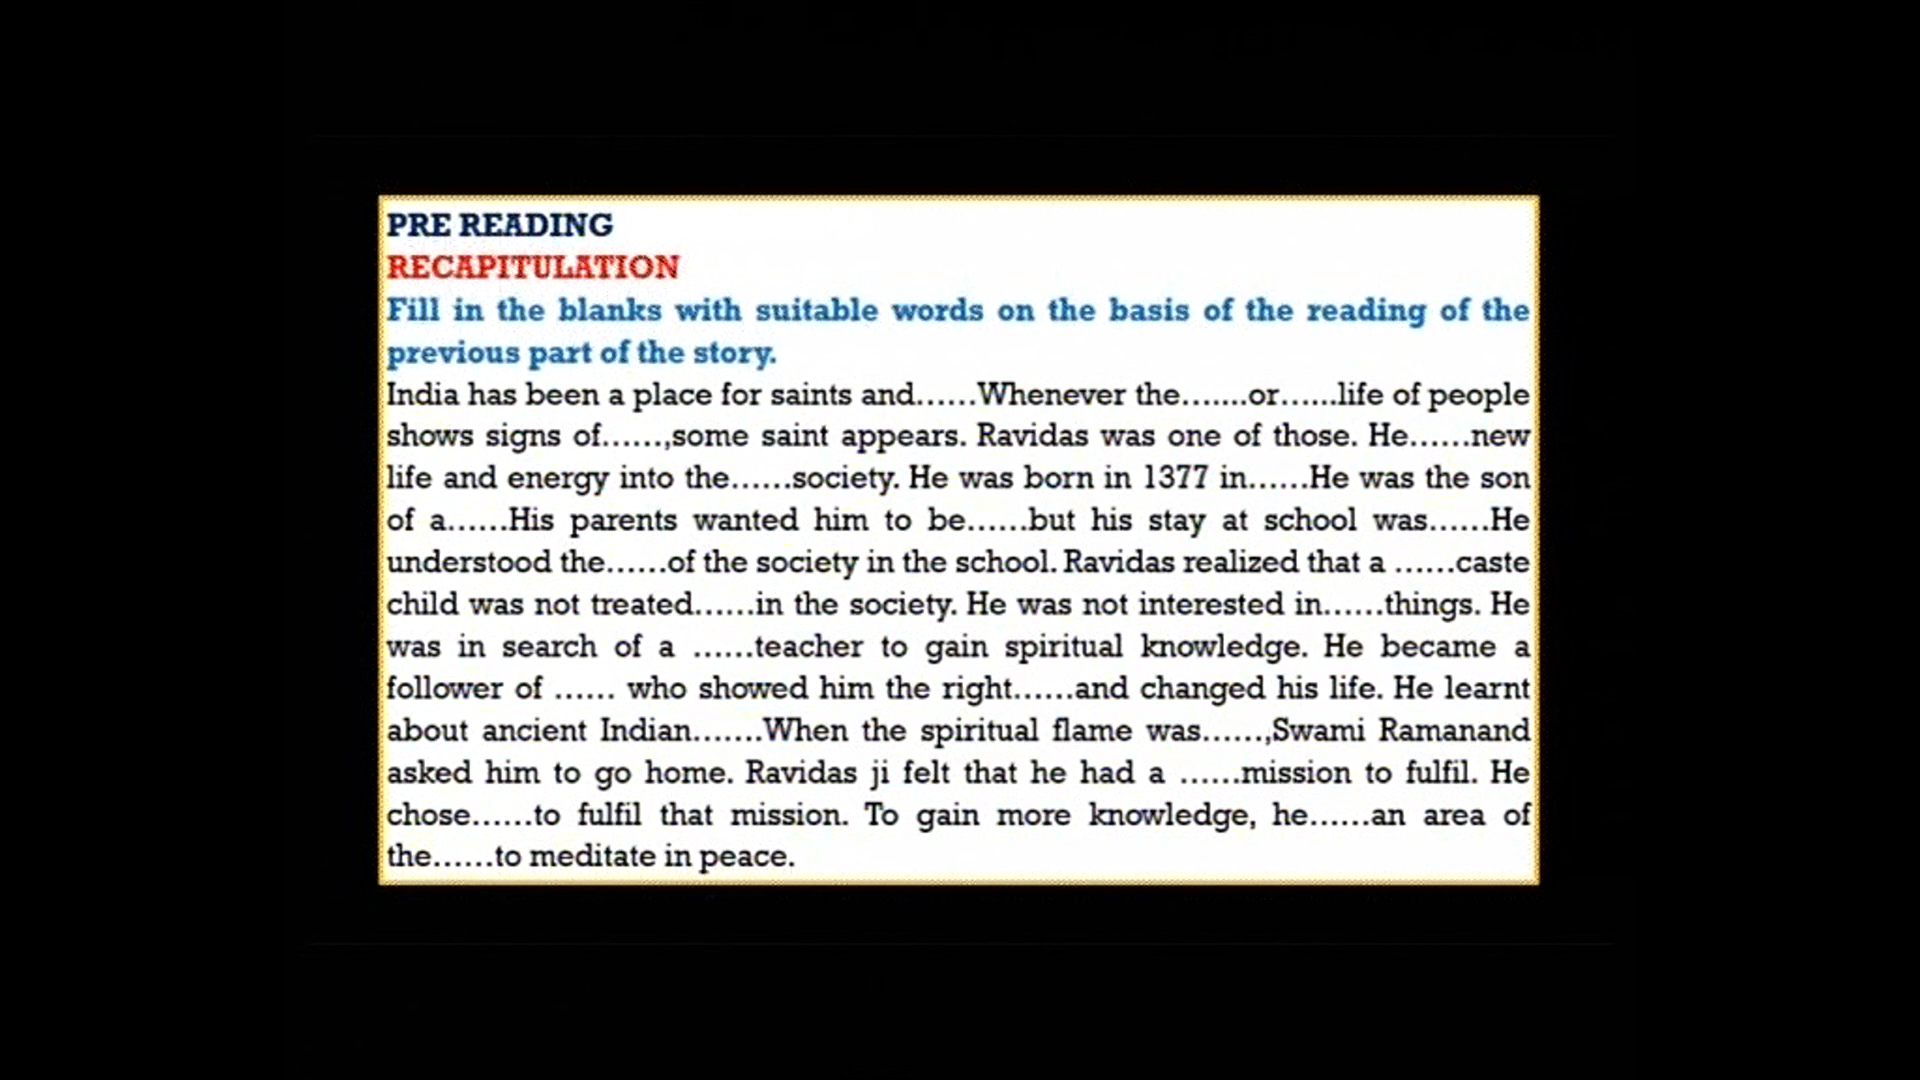 PRE READING
RECAPITULATION
Fill in the blanks with suitable words on the basis of the reading of the
previous part of the story.
India has been a place for saints and......Whenever the.......or......life of people
shows signs of......,some saint appears. Ravidas was one of those. He......new
life and energy into the......society. He was born in 1377 in......He was the son
of a......His parents wanted him to be......but his stay at school was......He
understood the......of the society in the school. Ravidas realized that a ......caste
child was not treated......in the society. He was not interested in......things. He
was in search of a ......teacher to gain spiritual knowledge. He became a
follower of ...... who showed him the right......and changed his life. He learnt
about ancient Indian.......When the spiritual flame was......,Swami Ramanand
asked him to go home. Ravidas ji felt that he had a ......mission to fulfil. He
chose......to fulfil that mission. To gain more knowledge, he......an area of
the......to meditate in peace.